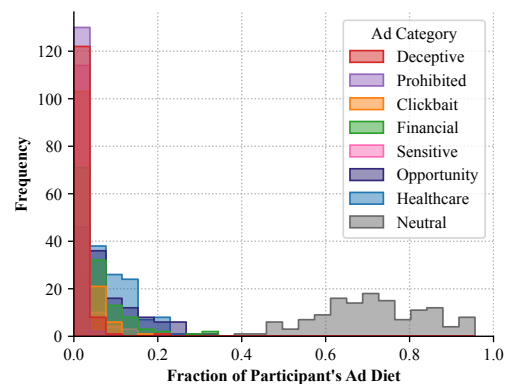 Ad Category
Deceptive
Prohibited
Clickbait
Financial
Sensitive
Opportunity
Healthcare
Neutral
Frequency
120
100
80
60
40
20
0
0.0 0.2 0.4 0.6 0.8 1.0
Fraction of Participant's Ad Diet